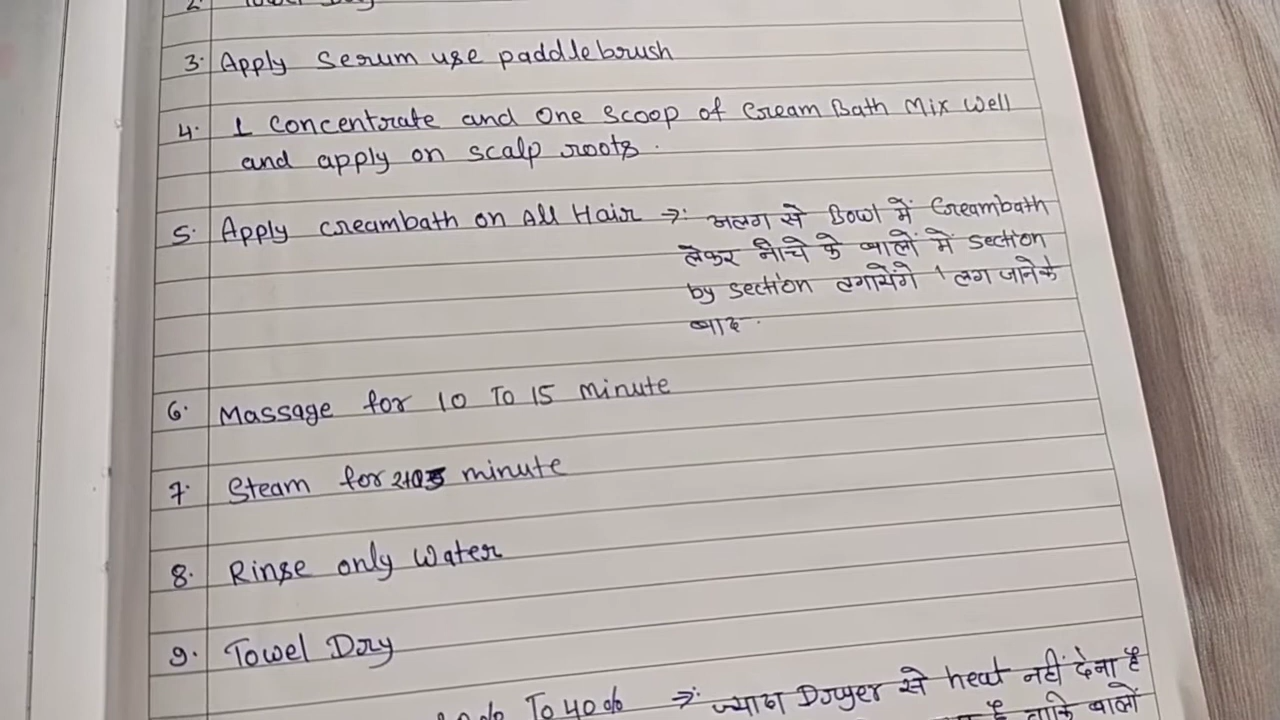 2. Towel Dry
3. Apply Serum use paddlebrush
4. 1 Concentrate and One Scoop of Cream Bath Mix well
and apply on scalp roots.
5. Apply creambath on All Hair →: अलग से Bowl में Creambath
लेकर नीचे के बालों में section
by section लगायेंगे । लग जाने के
बाद.
6. Massage for 10 To 15 minute
7. Steam for minute
8. Rinse only Water
9. Towel Dry
To 40% →: ज्यादा Dryer से heat नहीं देना है
है ताकि बालों